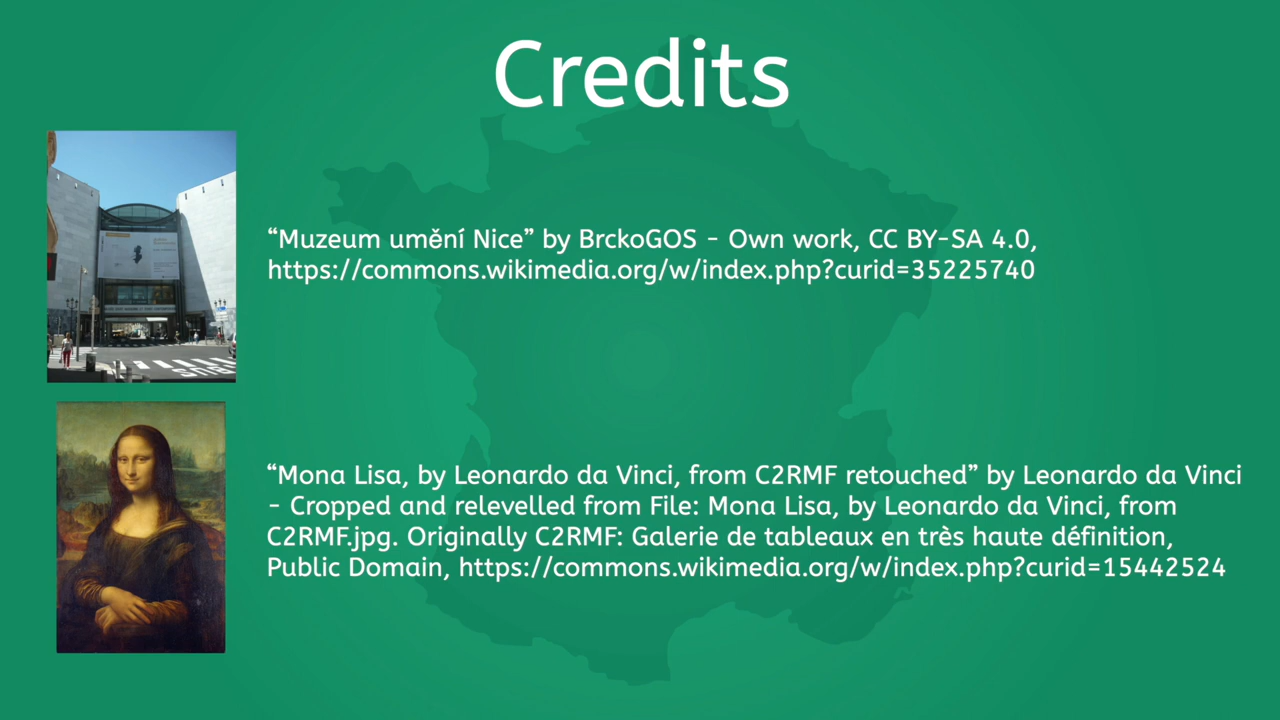 Credits
“Muzeum umění Nice” by BrckoGOS - Own work, CC BY-SA 4.0,
https://commons.wikimedia.org/w/index.php?curid=35225740
“Mona Lisa, by Leonardo da Vinci, from C2RMF retouched” by Leonardo da Vinci
- Cropped and relevelled from File: Mona Lisa, by Leonardo da Vinci, from
C2RMF.jpg. Originally C2RMF: Galerie de tableaux en très haute définition,
Public Domain, https://commons.wikimedia.org/w/index.php?curid=15442524